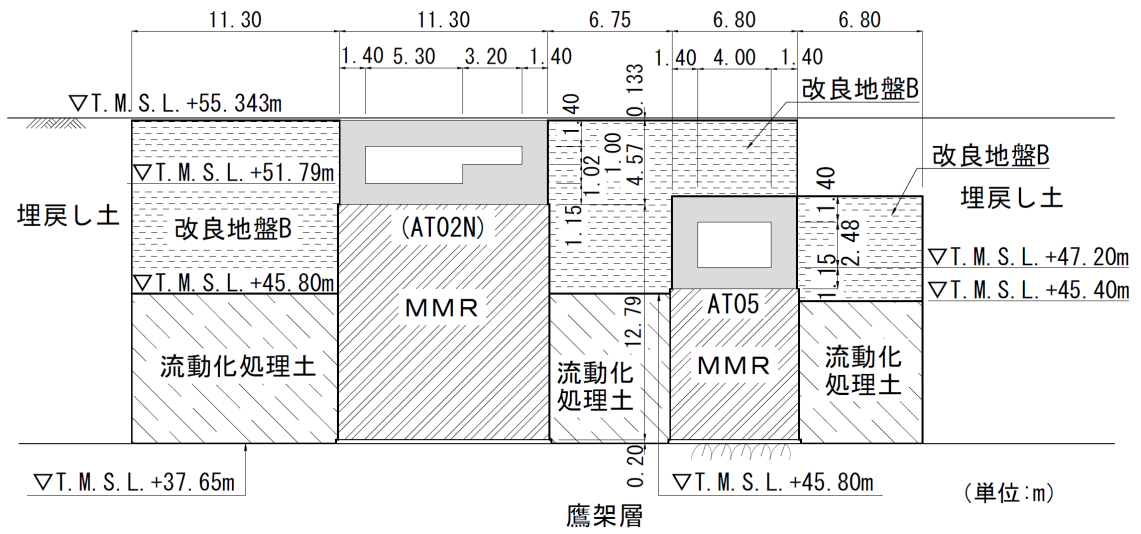 11.30 11.30 6.75 6.80 6.80
1.40 5.30 3.20 1.40 1.40 4.00 1.40
0.133
▽T.M.S.L.+55.343m
改良地盤B
1.40
1.02
1.00
4.57
1.15
▽T.M.S.L.+51.79m
改良地盤B
1.40
埋戻し土
改良地盤B
(AT02N)
埋戻し土
2.48
▽T.M.S.L.+47.20m
1.15
▽T.M.S.L.+45.80m
▽T.M.S.L.+45.40m
MMR
AT05
12.79
流動化処理土
流動化
処理土
MMR
流動化
処理土
0.20
▽T.M.S.L.+37.65m
▽T.M.S.L.+45.80m
(単位:m)
鷹架層